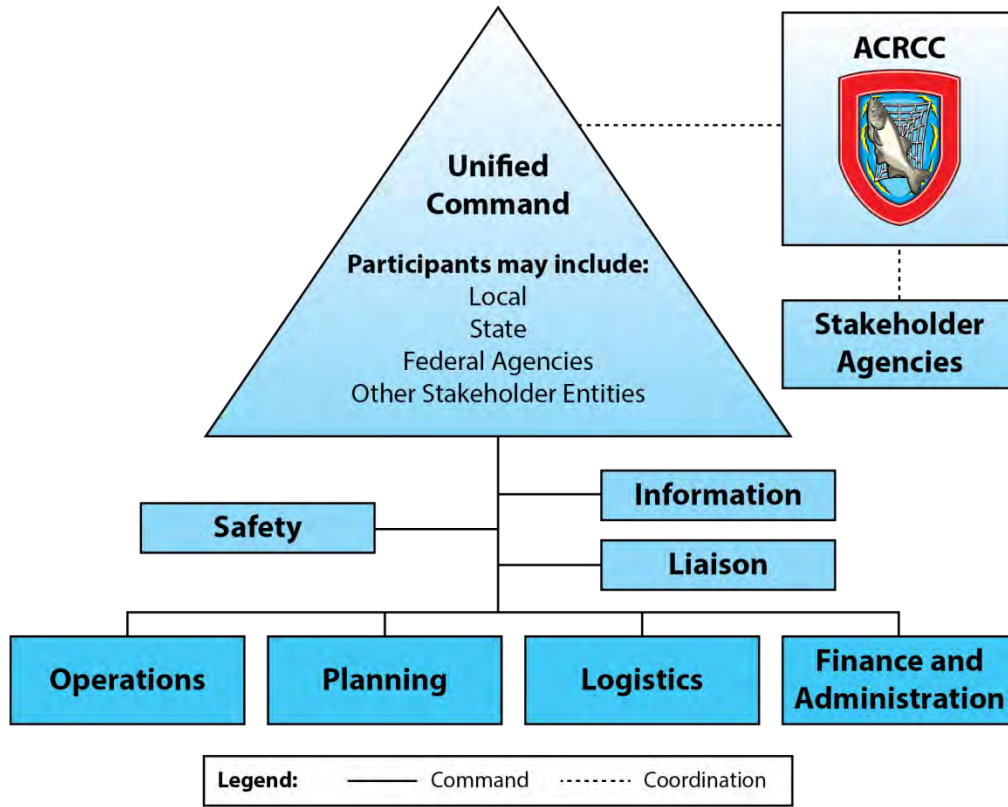 ACRCC
Unified
Command
Participants may include:
Local
State
Federal Agencies
Other Stakeholder Entities
Stakeholder
Agencies
Information
Safety
Liaison
Operations
Planning
Logistics
Finance and
Administration
Legend: Command Coordination